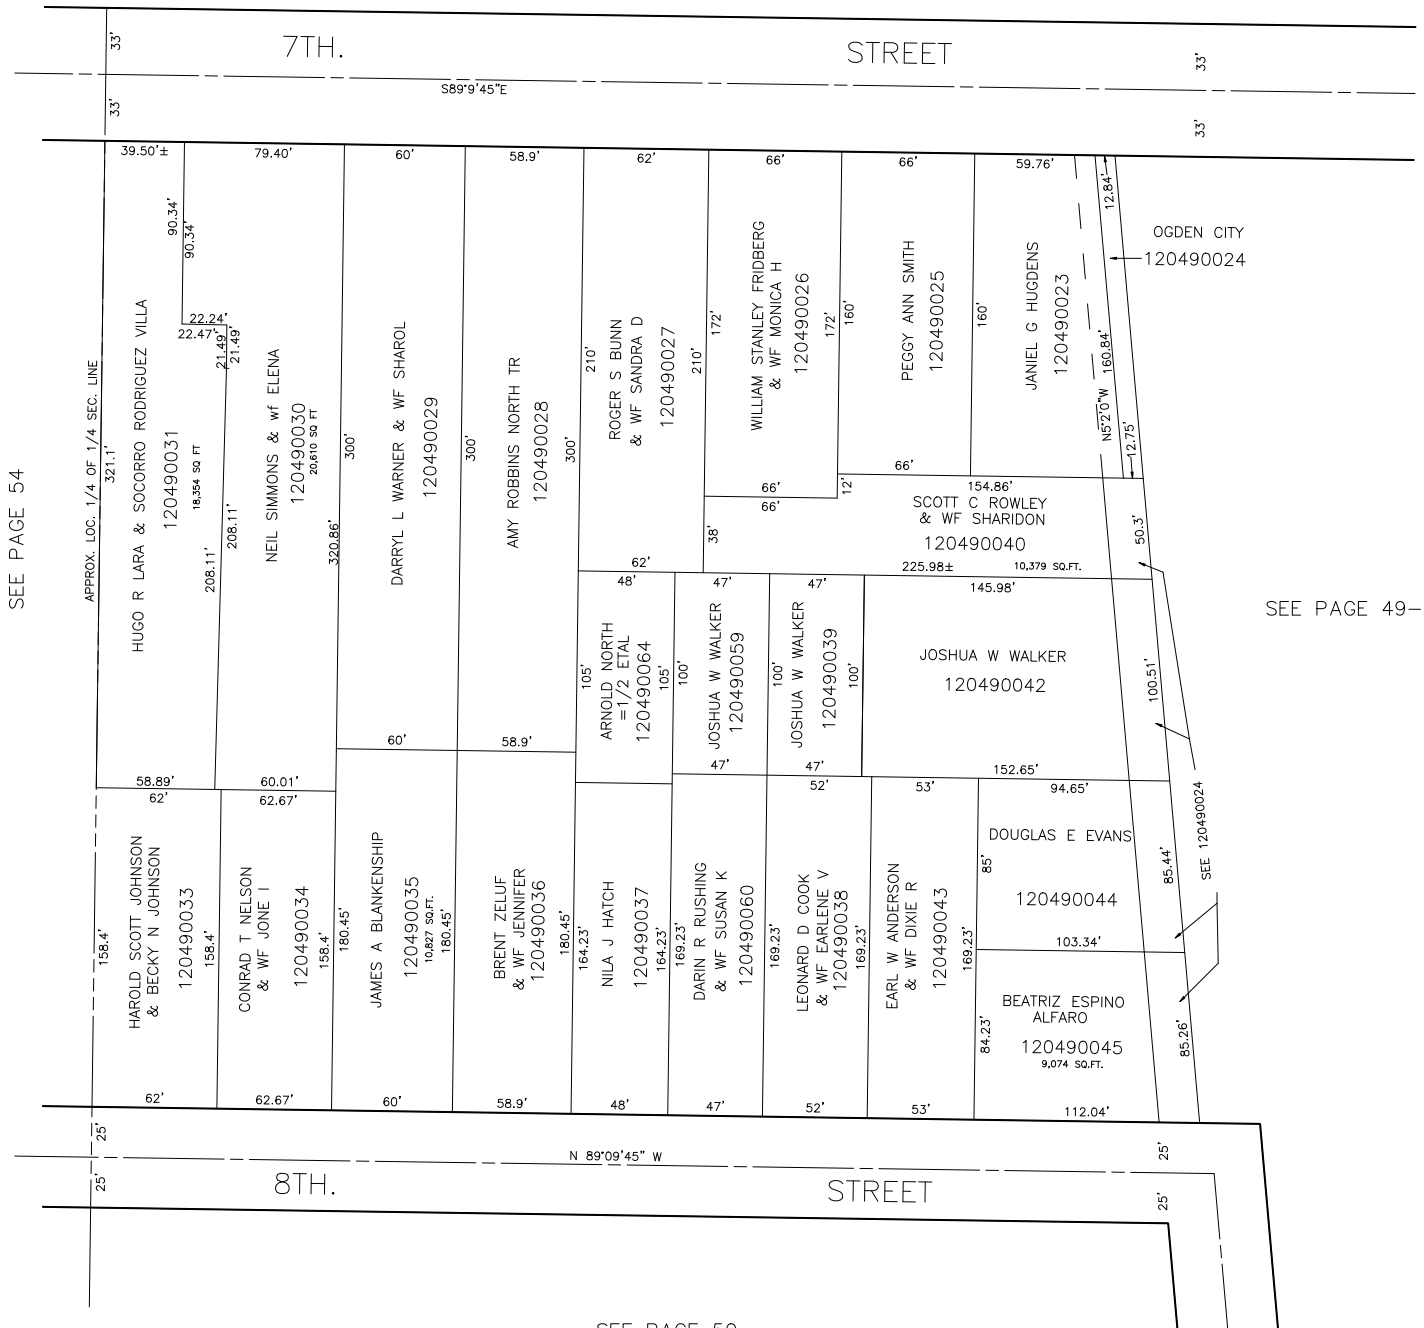 7TH. STREET
33'
33'
33'
33'
S89°9'45"E
39.50'±
79.40'
60'
58.9'
62'
66'
66'
59.76'
12.84'
OGDEN CITY
120490024
90.34'
90.34'
22.24'
22.47'
21.49'
21.49'
APPROX. LOC. 1/4 OF 1/4 SEC. LINE
321.1'
HUGO R LARA & SOCORRO RODRIGUEZ VILLA
120490031
18,354 SQ FT
208.11'
208.11'
NEIL SIMMONS & wf ELENA
120490030
20,610 SQ FT
320.86'
300'
DARRYL L WARNER & WF SHAROL
120490029
300'
AMY ROBBINS NORTH TR
120490028
300'
210'
ROGER S BUNN
& WF SANDRA D
120490027
210'
172'
WILLIAM STANLEY FRIDBERG
& WF MONICA H
120490026
172'
160'
PEGGY ANN SMITH
120490025
160'
JANIEL G HUGDENS
120490023
N5°2'0"W
160.84'
12.75'
SEE PAGE 54
66'
12'
66'
66'
38'
154.86'
SCOTT C ROWLEY
& WF SHARIDON
120490040
225.98±
10,379 SQ.FT.
50.3'
62'
48'
47'
47'
145.98'
SEE PAGE 49-
105'
ARNOLD NORTH
=1/2 ETAL
120490064
105'
100'
JOSHUA W WALKER
120490059
100'
JOSHUA W WALKER
120490039
100'
JOSHUA W WALKER
120490042
100.51'
60'
58.9'
47'
47'
152.65'
58.89'
60.01'
62'
62.67'
52'
53'
94.65'
SEE 120490024
158.4'
HAROLD SCOTT JOHNSON
& BECKY N JOHNSON
120490033
158.4'
CONRAD T NELSON
& WF JONE I
120490034
158.4'
180.45'
JAMES A BLANKENSHIP
120490035
10,827 SQ.FT.
180.45'
BRENT ZELUF
& WF JENNIFER
120490036
180.45'
164.23'
NILA J HATCH
120490037
164.23'
169.23'
DARIN R RUSHING
& WF SUSAN K
120490060
169.23'
LEONARD D COOK
& WF EARLENE V
120490038
169.23'
EARL W ANDERSON
& WF DIXIE R
120490043
169.23'
85'
DOUGLAS E EVANS
120490044
85.44'
103.34'
84.23'
BEATRIZ ESPINO
ALFARO
120490045
9,074 SQ.FT.
85.26'
62'
62.67'
60'
58.9'
48'
47'
52'
53'
112.04'
25'
25'
N 89°09'45" W
25'
25'
8TH. STREET